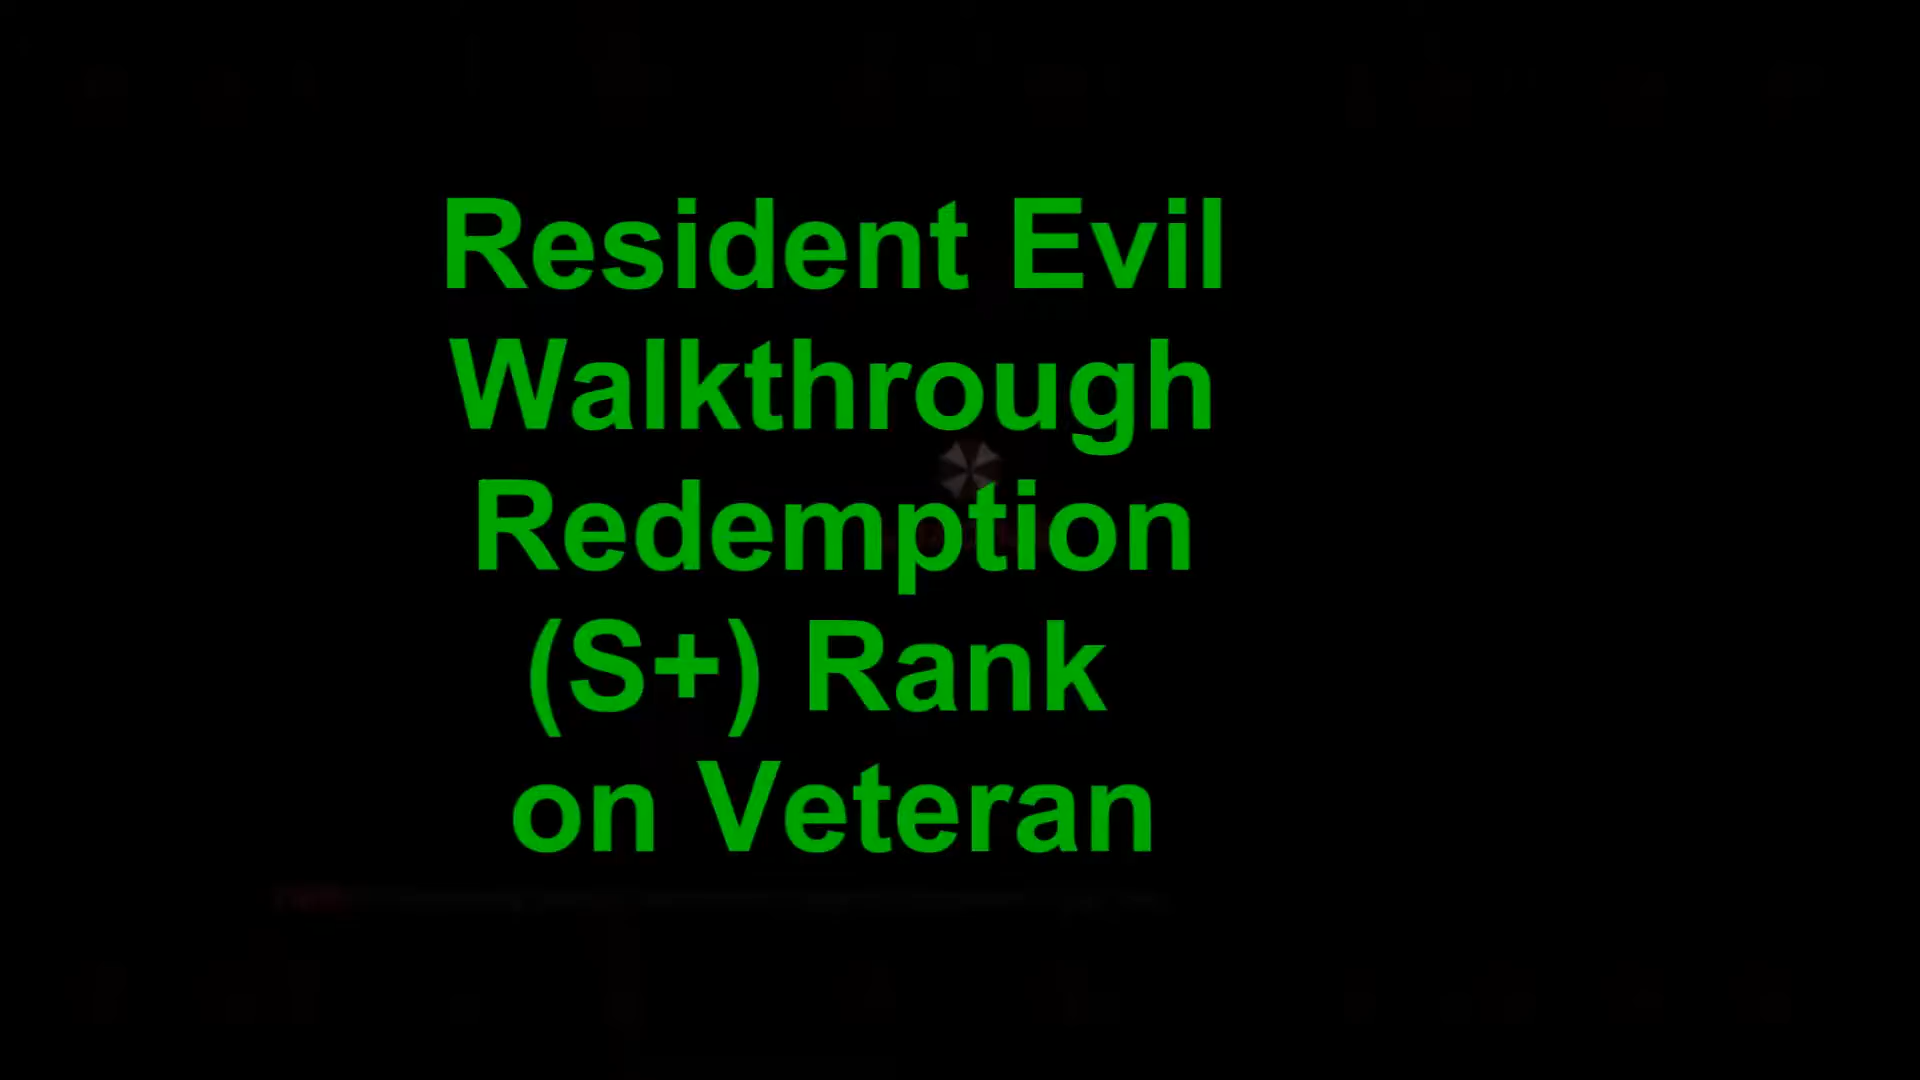 Resident Evil
Walkthrough
Redemption
(S+) Rank
on Veteran